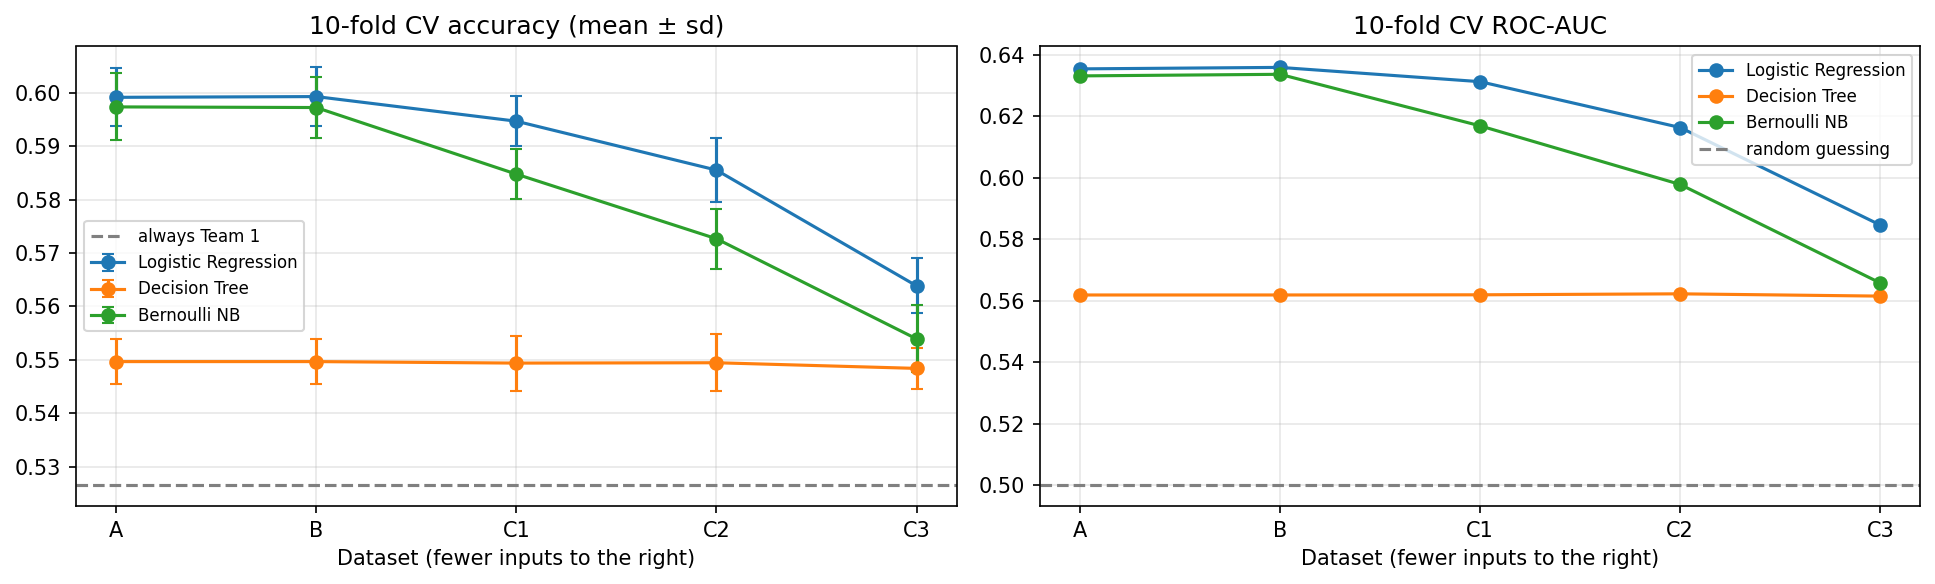 10-fold CV accuracy (mean ± sd)
0.60
0.59
0.58
0.57
0.56
0.55
0.54
0.53
always Team 1
Logistic Regression
Decision Tree
Bernoulli NB
A
B
C1
C2
C3
Dataset (fewer inputs to the right)
10-fold CV ROC-AUC
0.64
0.62
0.60
0.58
0.56
0.54
0.52
0.50
Logistic Regression
Decision Tree
Bernoulli NB
random guessing
A
B
C1
C2
C3
Dataset (fewer inputs to the right)